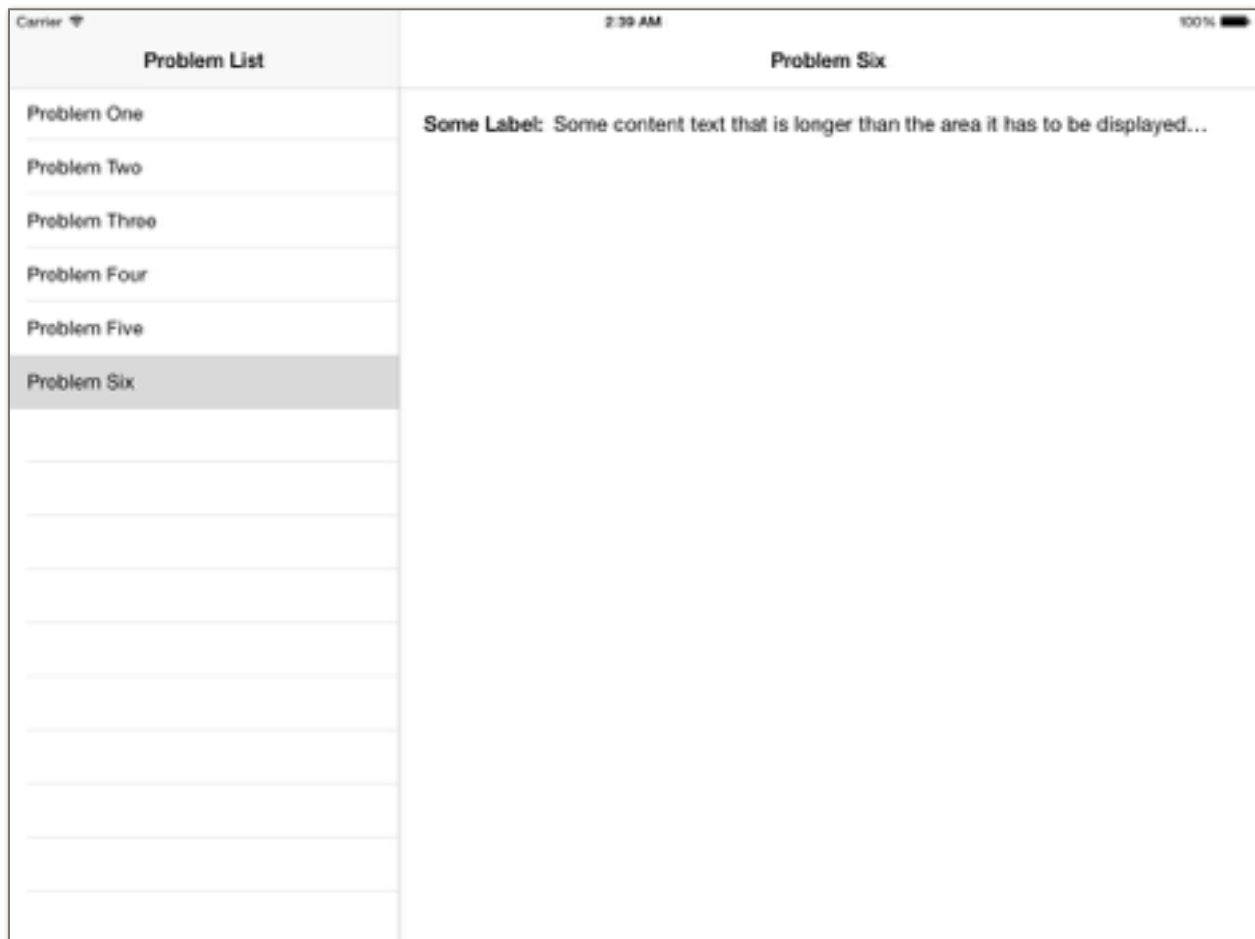 Carrier
2:39 AM
100%
Problem List
Problem Six
Problem One
Problem Two
Problem Three
Problem Four
Problem Five
Problem Six
Some Label: Some content text that is longer than the area it has to be displayed...